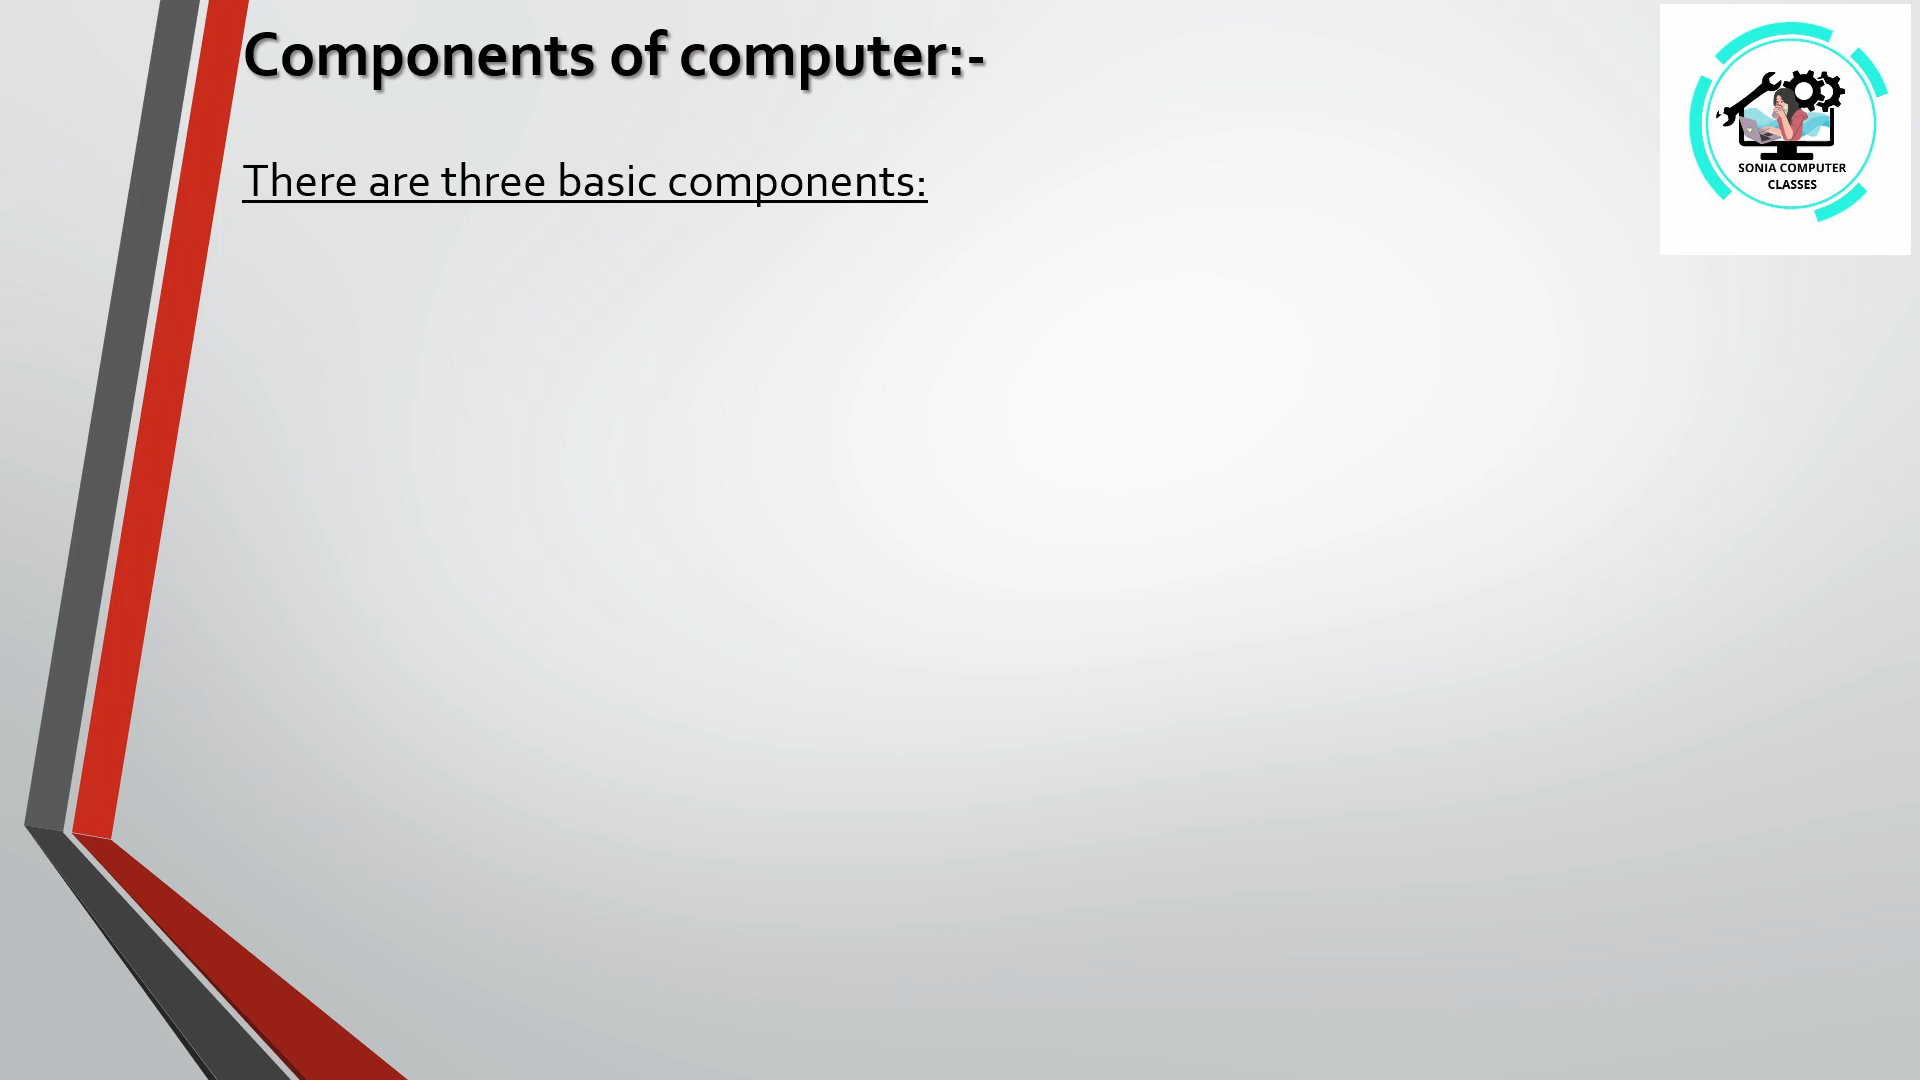 Components of computer:-
There are three basic components:
SONIA COMPUTER
CLASSES